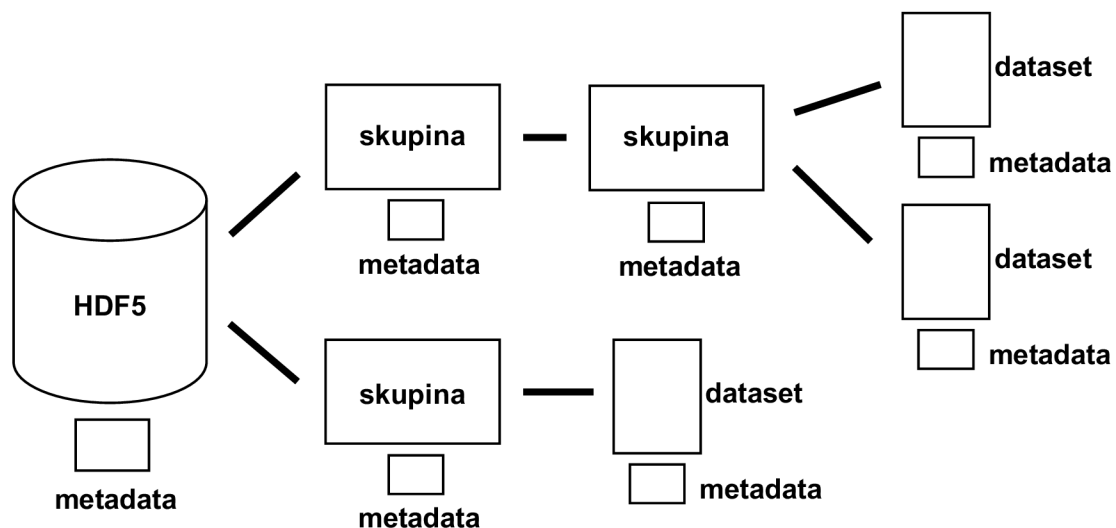 dataset
skupina
skupina
metadata
metadata
metadata
dataset
HDF5
metadata
skupina
dataset
metadata
metadata
metadata